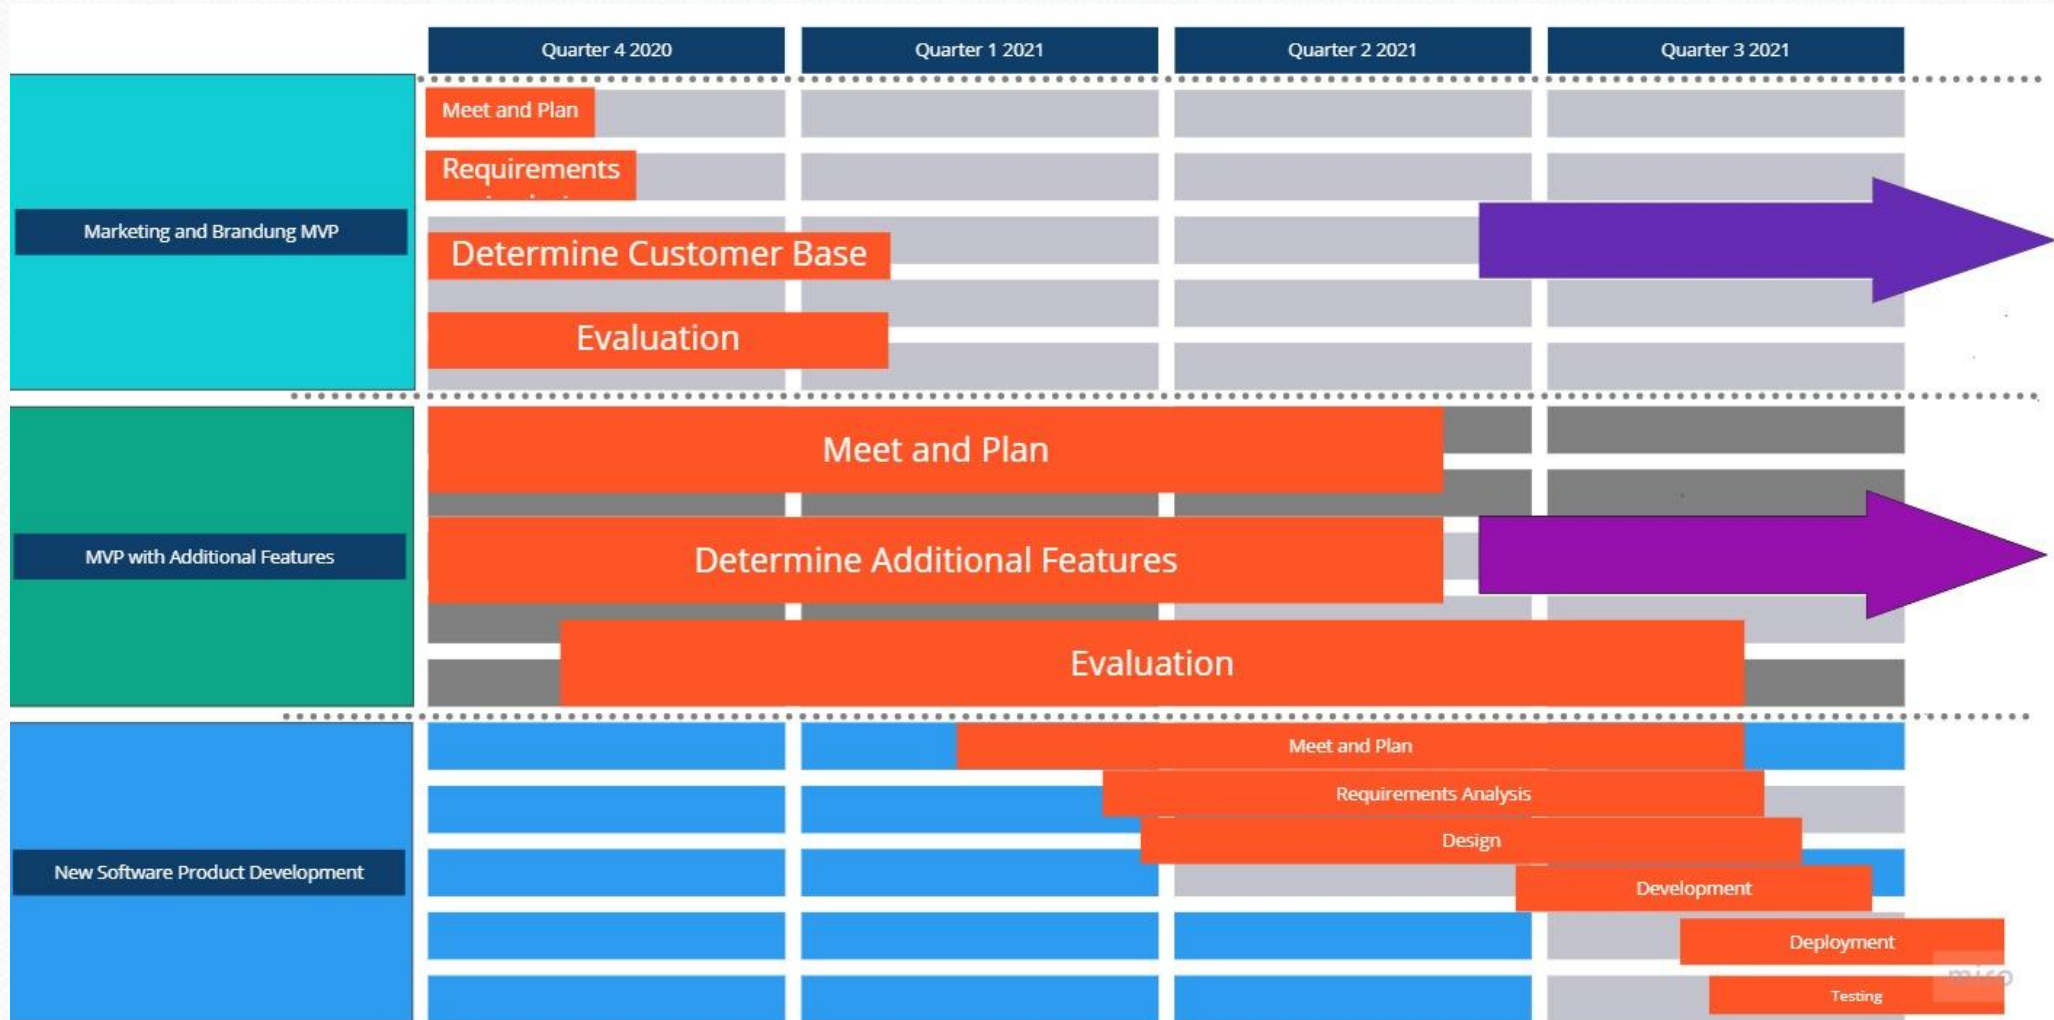 Quarter 4 2020
Quarter 1 2021
Quarter 2 2021
Quarter 3 2021
Meet and Plan
Requirements
Marketing and Brandung MVP
Determine Customer Base
Evaluation
Meet and Plan
MVP with Additional Features
Determine Additional Features
Evaluation
Meet and Plan
Requirements Analysis
Design
New Software Product Development
Development
Deployment
miro
Testing